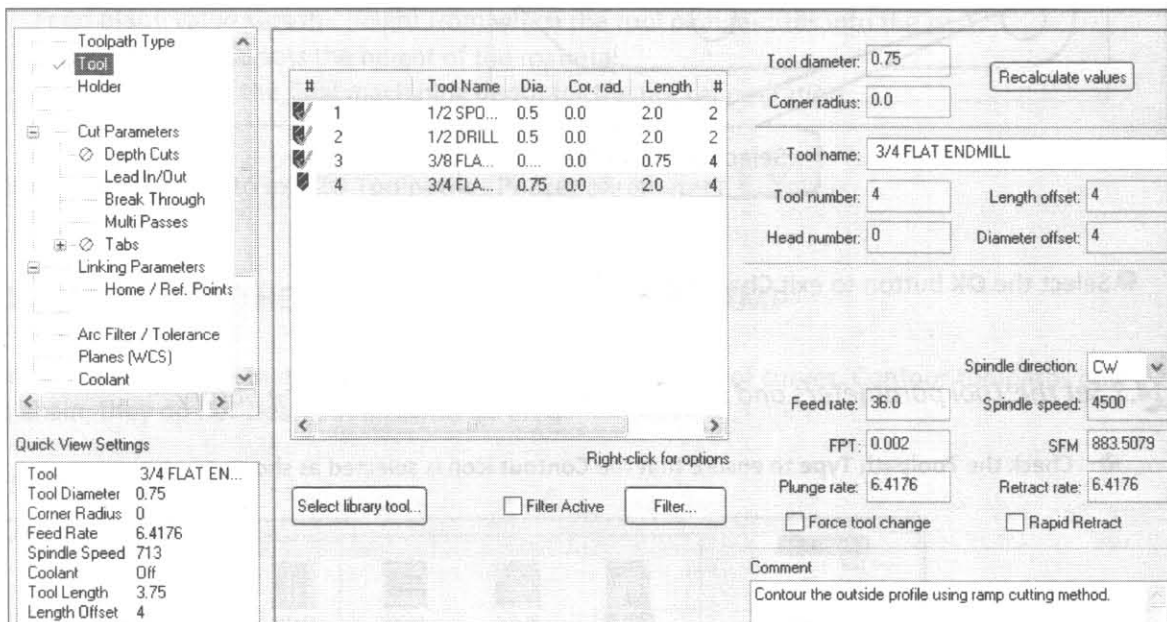 Toolpath Type
Tool
Holder
Cut Parameters
Depth Cuts
Lead In/Out
Break Through
Multi Passes
Tabs
Linking Parameters
Home / Ref. Points
Arc Filter / Tolerance
Planes (WCS)
Coolant
Quick View Settings
Tool 3/4 FLAT EN...
Tool Diameter 0.75
Corner Radius 0
Feed Rate 6.4176
Spindle Speed 713
Coolant Off
Tool Length 3.75
Length Offset 4
# Tool Name Dia. Cor. rad. Length #
1 1/2 SPO... 0.5 0.0 2.0 2
2 1/2 DRILL 0.5 0.0 2.0 2
3 3/8 FLA... 0.... 0.0 0.75 4
4 3/4 FLA... 0.75 0.0 2.0 4
Right-click for options
Select library tool...
Filter Active
Filter...
Tool diameter: 0.75
Corner radius: 0.0
Recalculate values
Tool name: 3/4 FLAT ENDMILL
Tool number: 4 Length offset: 4
Head number: 0 Diameter offset: 4
Spindle direction: CW
Feed rate: 36.0 Spindle speed: 4500
FPT: 0.002 SFM 883.5079
Plunge rate: 6.4176 Retract rate: 6.4176
Force tool change Rapid Retract
Comment
Contour the outside profile using ramp cutting method.